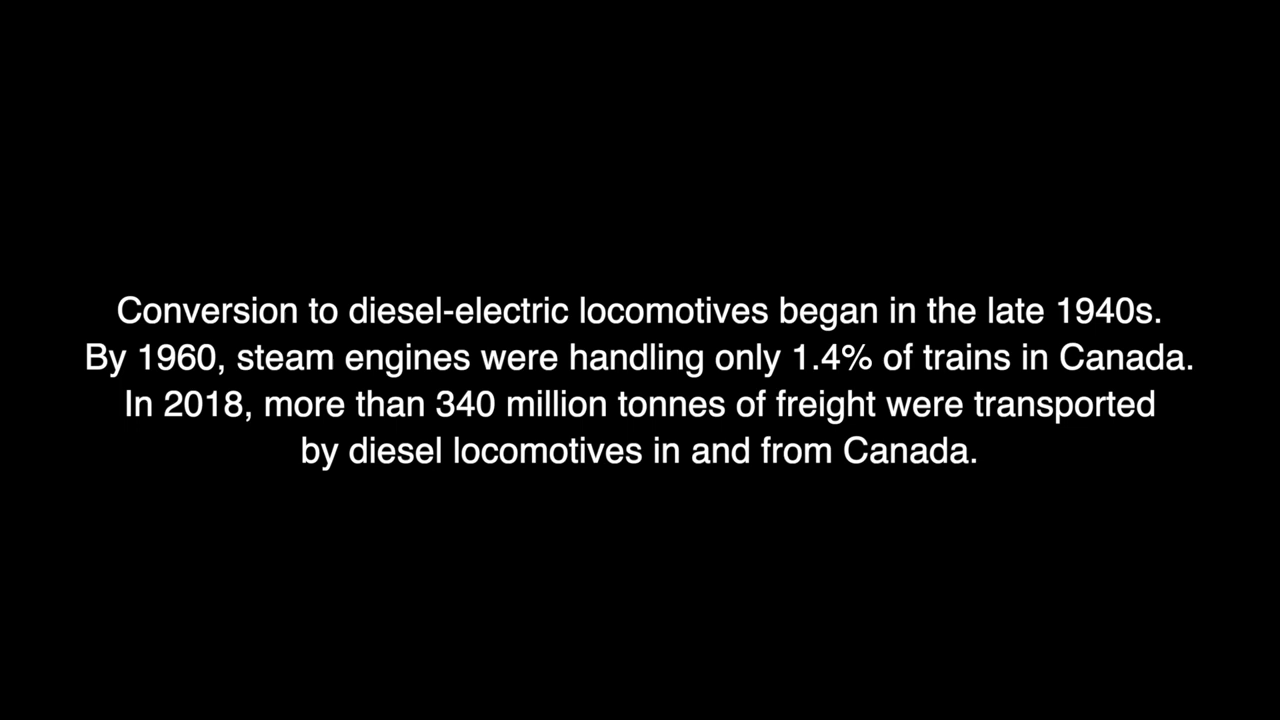 Conversion to diesel-electric locomotives began in the late 1940s.
By 1960, steam engines were handling only 1.4% of trains in Canada.
In 2018, more than 340 million tonnes of freight were transported
by diesel locomotives in and from Canada.